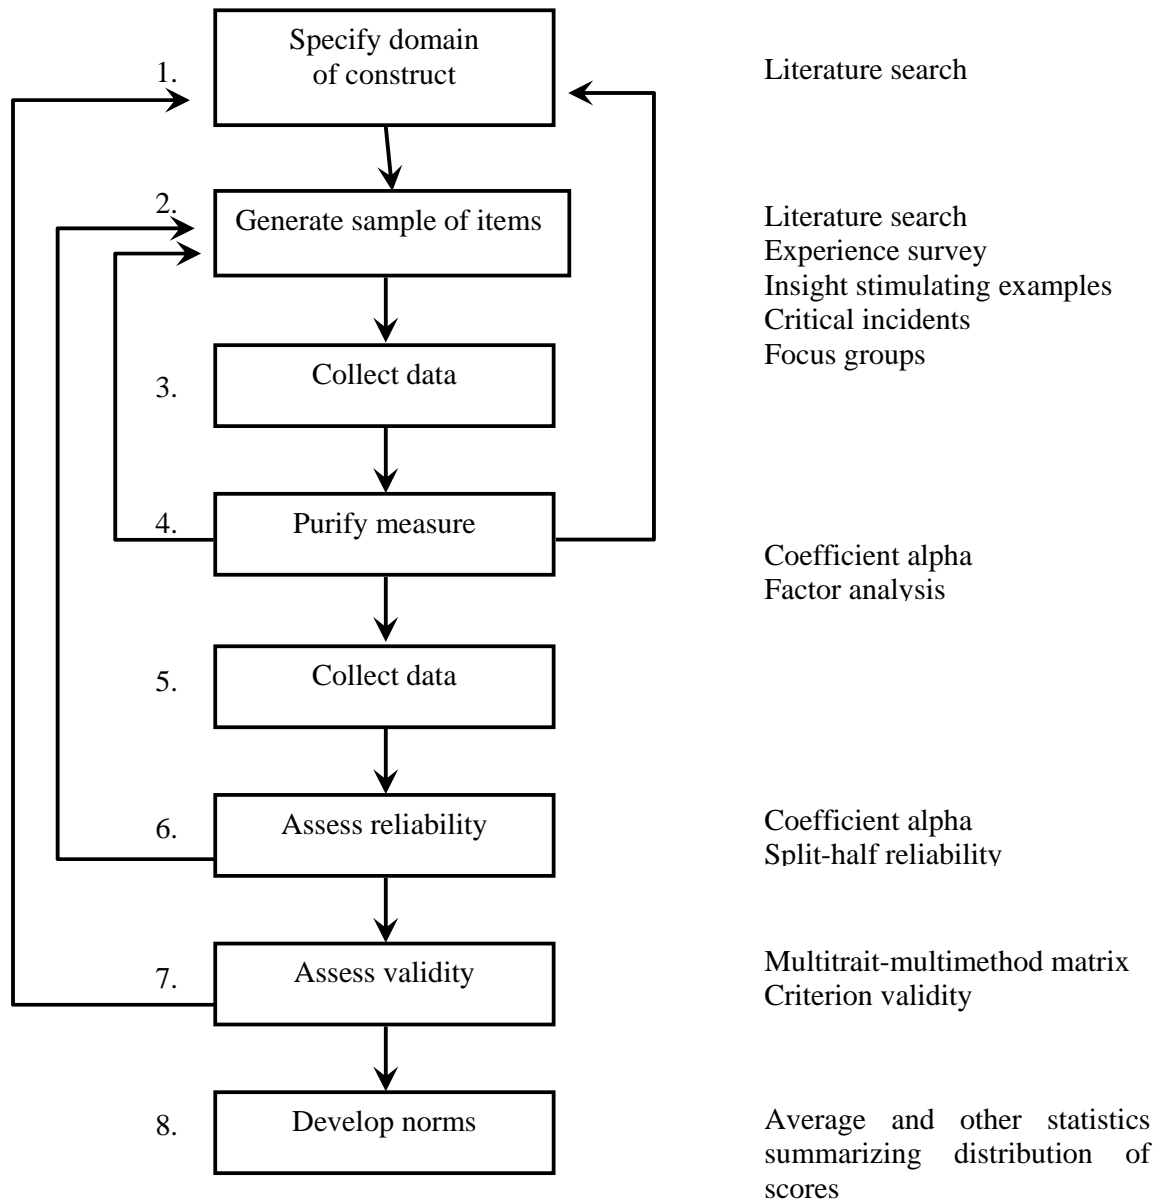 1.
Specify domain
of construct
Literature search
2.
Generate sample of items
Literature search
Experience survey
Insight stimulating examples
Critical incidents
Focus groups
3.
Collect data
4.
Purify measure
Coefficient alpha
Factor analysis
5.
Collect data
6.
Assess reliability
Coefficient alpha
Split-half reliability
7.
Assess validity
Multitrait-multimethod matrix
Criterion validity
8.
Develop norms
Average and other statistics
summarizing distribution of
scores